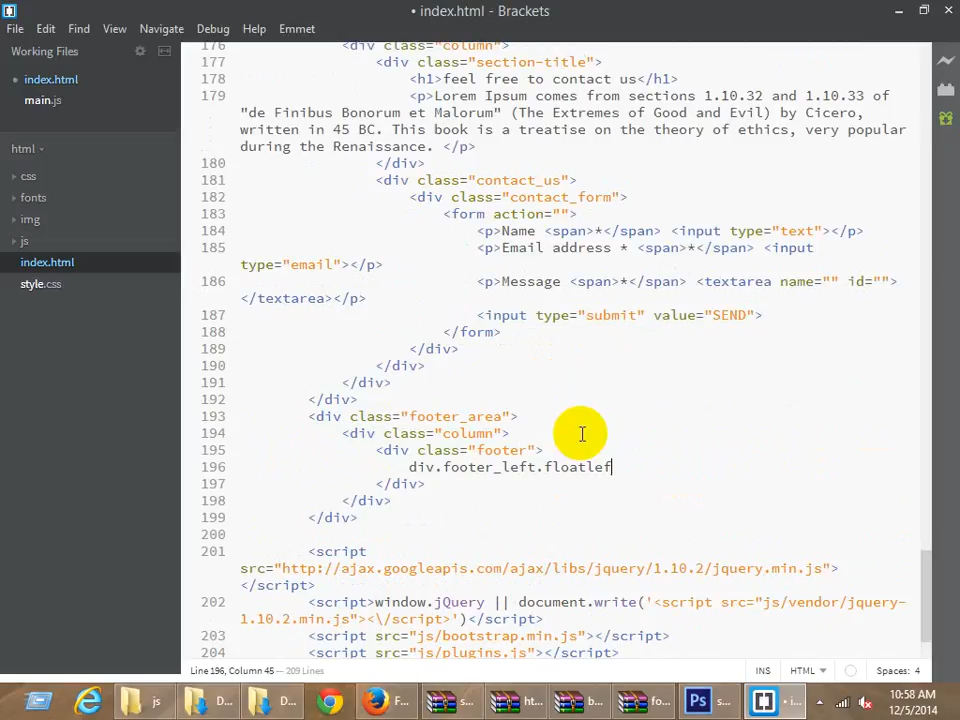 • index.html - Brackets
File Edit Find View Navigate Debug Help Emmet
Working Files
index.html
main.js
html
css
fonts
img
js
index.html
style.css
176 <div class="column">
177 <div class="section-title">
178 <h1>feel free to contact us</h1>
179 <p>Lorem Ipsum comes from sections 1.10.32 and 1.10.33 of
"de Finibus Bonorum et Malorum" (The Extremes of Good and Evil) by Cicero,
written in 45 BC. This book is a treatise on the theory of ethics, very popular
during the Renaissance. </p>
180 </div>
181 <div class="contact_us">
182 <div class="contact_form">
183 <form action="">
184 <p>Name <span>*</span> <input type="text"></p>
185 <p>Email address * <span>*</span> <input
type="email"></p>
186 <p>Message <span>*</span> <textarea name="" id="">
</textarea></p>
187 <input type="submit" value="SEND">
188 </form>
189 </div>
190 </div>
191 </div>
192 </div>
193 <div class="footer_area">
194 <div class="column">
195 <div class="footer">
196 div.footer_left.floatlef
197 </div>
198 </div>
199 </div>
200
201 <script
src="http://ajax.googleapis.com/ajax/libs/jquery/1.10.2/jquery.min.js">
</script>
202 <script>window.jQuery || document.write('<script src="js/vendor/jquery-
1.10.2.min.js"><\/script>')</script>
203 <script src="js/bootstrap.min.js"></script>
204 <script src="js/plugins.js"></script>
Line 196, Column 45 — 209 Lines
INS HTML Spaces: 4
js D... D... F... s... ht... b... fo... s... i...
10:58 AM
12/5/2014